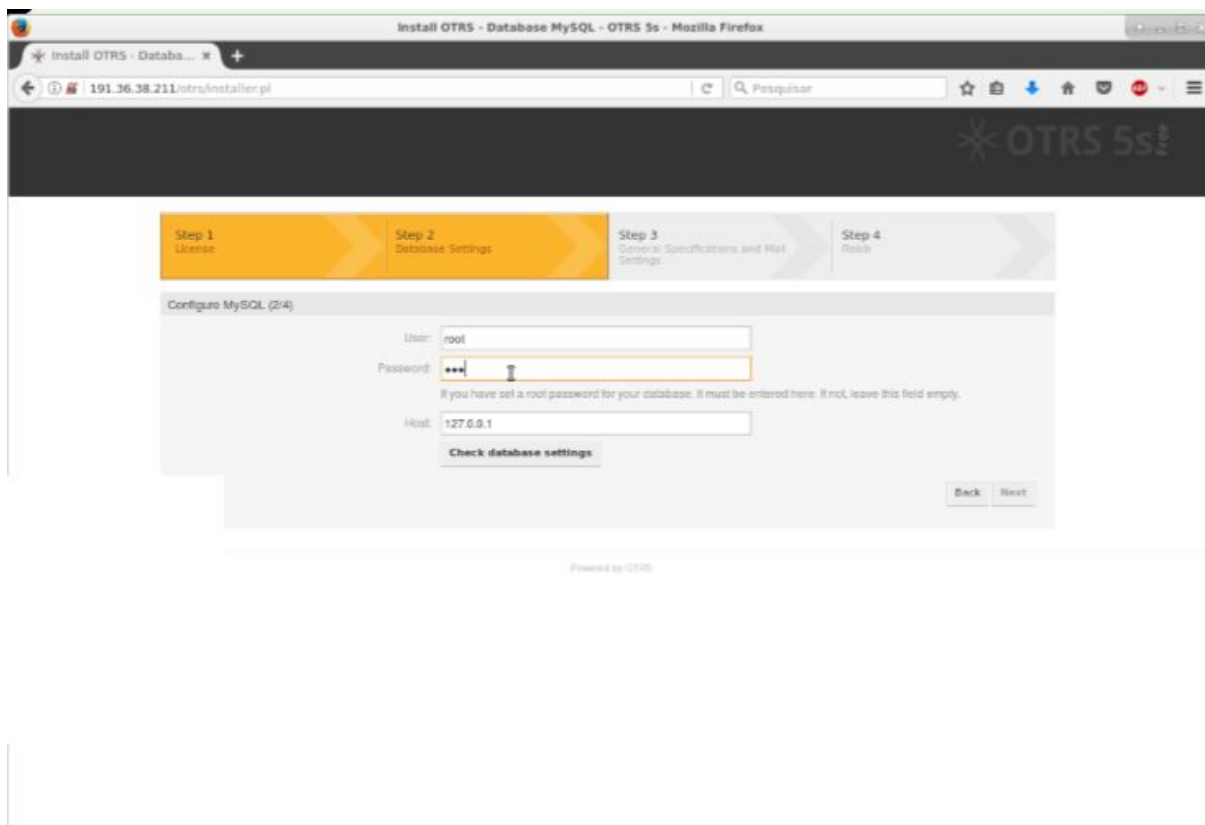 Install OTRS - Database MySQL - OTRS 5s - Mozilla Firefox
Install OTRS - Databa...
191.36.38.211/otrs/installer.pl
Pesquisar
OTRS 5s Free
Step 1
License
Step 2
Database Settings
Step 3
General Specifications and Mail
Settings
Step 4
Finish
Configure MySQL (2/4)
User: root
Password: •••
If you have set a root password for your database, it must be entered here. If not, leave this field empty.
Host: 127.0.0.1
Check database settings
Back Next
Powered by OTRS